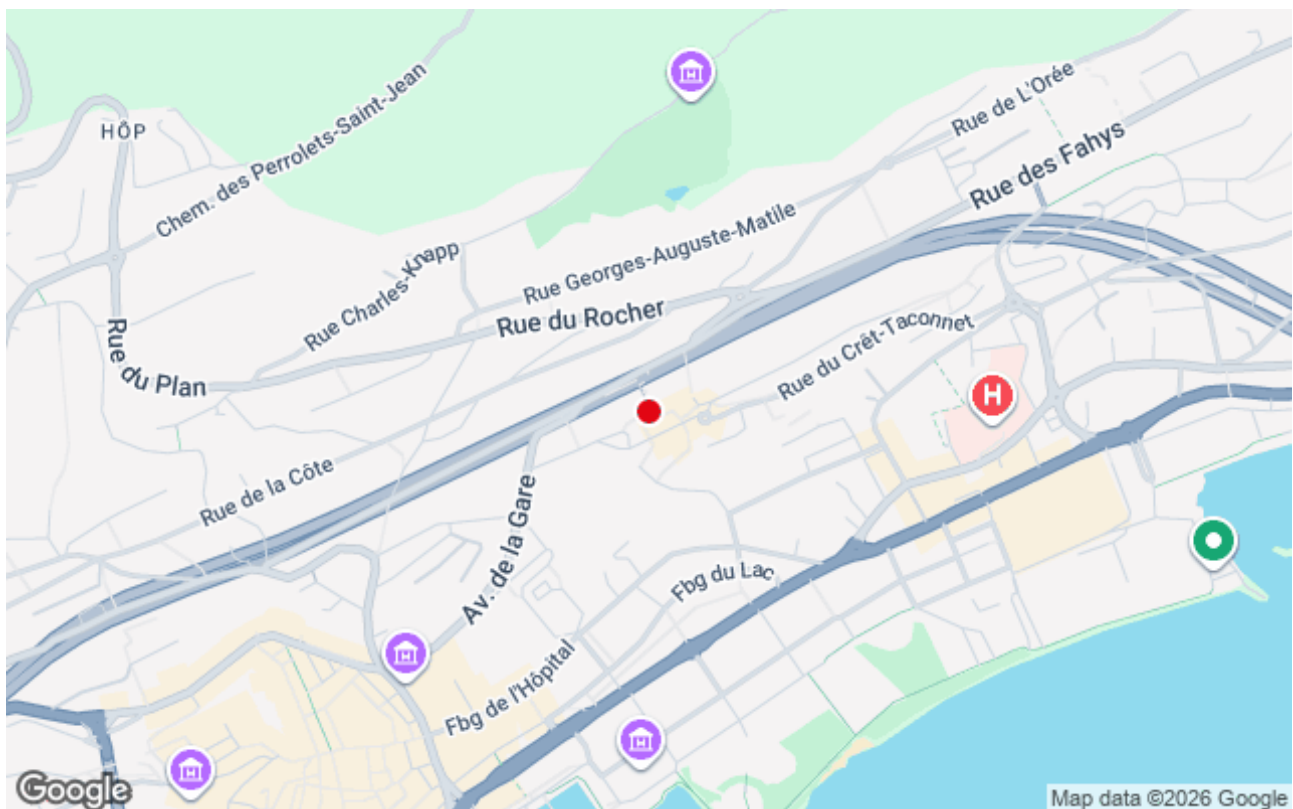 HÔP
Chem. des Perrolets-Saint-Jean
Rue de L'Orée
Rue des Fahys
Rue Charles-Knapp
Rue Georges-Auguste-Matile
Rue du Rocher
Rue du Plan
Rue du Crêt-Taconnet
H
Rue de la Côte
Av. de la Gare
Fbg du Lac
Fbg de l'Hôpital
Google
Map data ©2026 Google